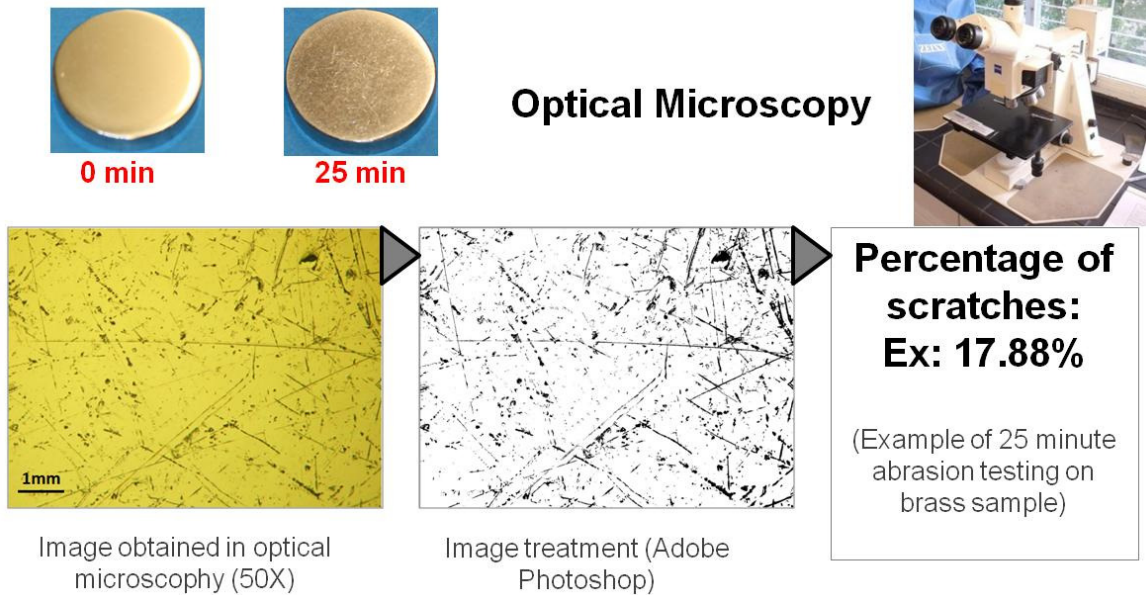 0 min
25 min
Optical Microscopy
ZEISS
1mm
Percentage of
scratches:
Ex: 17.88%
(Example of 25 minute
abrasion testing on
brass sample)
Image obtained in optical
microscophy (50X)
Image treatment (Adobe
Photoshop)